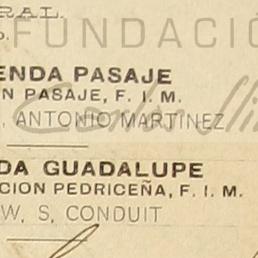 RAL
S.
FUNDACIÓ
ENDA PASAJE
N PASAJE, F. I. M.
, ANTONIO MARTINEZ
DA GUADALUPE
CION PEDRICEÑA, F. I. M.
W, S, CONDUIT